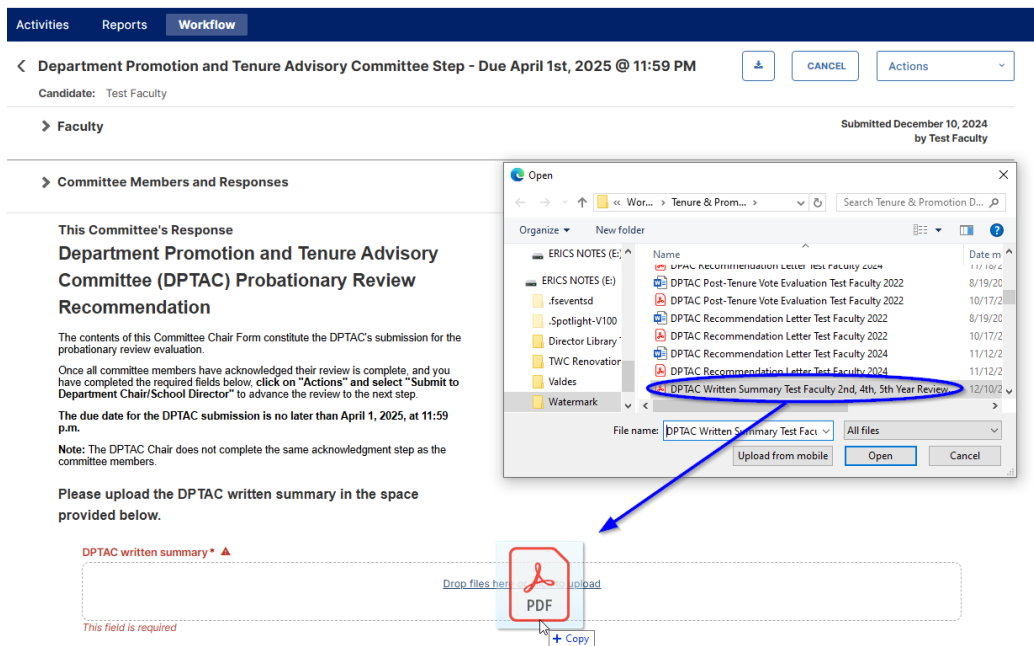 Activities Reports Workflow
Department Promotion and Tenure Advisory Committee Step - Due April 1st, 2025 @ 11:59 PM
CANCEL
Actions
Candidate: Test Faculty
Faculty
Submitted December 10, 2024
by Test Faculty
Committee Members and Responses
This Committee's Response
Department Promotion and Tenure Advisory
Committee (DPTAC) Probationary Review
Recommendation
The contents of this Committee Chair Form constitute the DPTAC's submission for the
probationary review evaluation.
Once all committee members have acknowledged their review is complete, and you
have completed the required fields below, click on "Actions" and select "Submit to
Department Chair/School Director" to advance the review to the next step.
The due date for the DPTAC submission is no later than April 1, 2025, at 11:59
p.m.
Note: The DPTAC Chair does not complete the same acknowledgment step as the
committee members.
Please upload the DPTAC written summary in the space
provided below.
DPTAC written summary*
Drop files here upload
PDF
+ Copy
This field is required
Open
« Wor... › Tenure & Prom... ›
Search Tenure & Promotion D...
Organize
New folder
?
ERICS NOTES (E:)
ERICS NOTES (E:)
.fseventsd
.Spotlight-V100
Director Library
TWC Renovation
Valdes
Watermark
Name Date m
DPAC Recommendation Letter Test Faculty 2024 11/18/2
DPTAC Post-Tenure Vote Evaluation Test Faculty 2022 8/19/20
DPTAC Post-Tenure Vote Evaluation Test Faculty 2022 10/17/2
DPTAC Recommendation Letter Test Faculty 2022 8/19/20
DPTAC Recommendation Letter Test Faculty 2022 10/17/2
DPTAC Recommendation Letter Test Faculty 2024 11/12/2
DPTAC Recommendation Letter Test Faculty 2024 11/12/2
DPTAC Written Summary Test Faculty 2nd, 4th, 5th Year Review 12/10/2
File name: DPTAC Written Summary Test Facu
All files
Upload from mobile
Open
Cancel